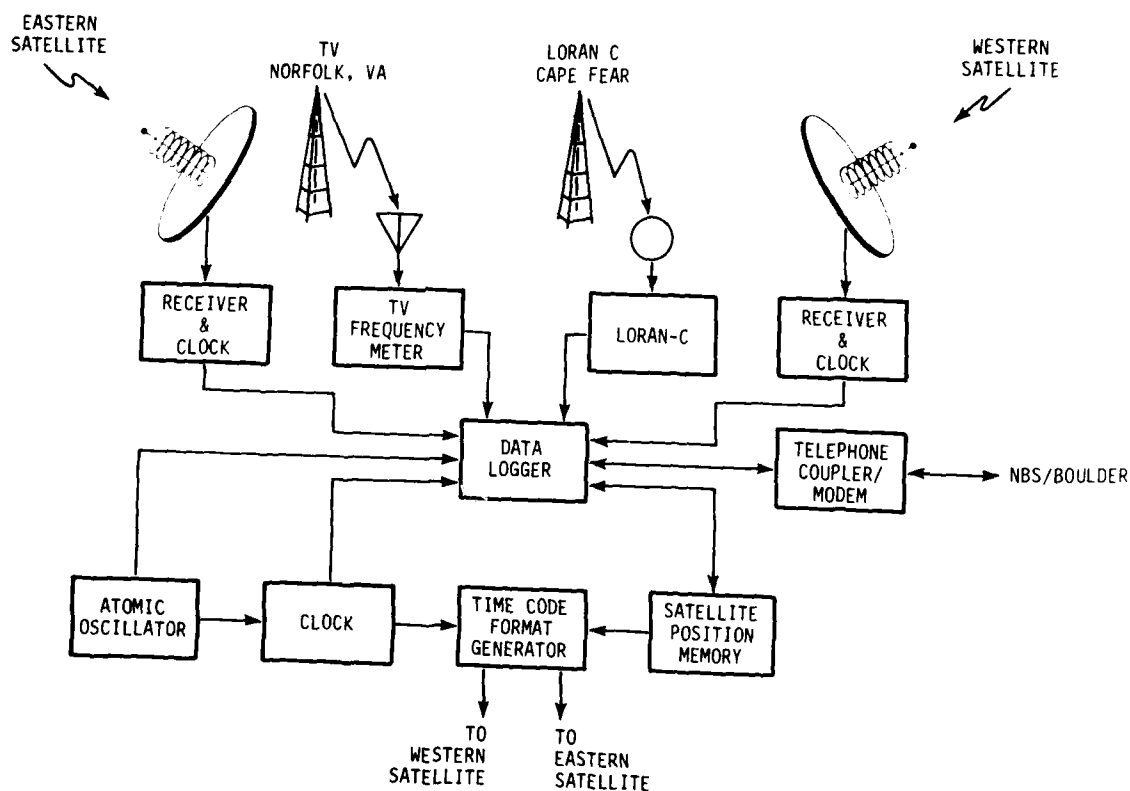 EASTERN
SATELLITE
TV
NORFOLK, VA
LORAN C
CAPE FEAR
WESTERN
SATELLITE
RECEIVER
&
CLOCK
TV
FREQUENCY
METER
LORAN-C
RECEIVER
&
CLOCK
DATA
LOGGER
TELEPHONE
COUPLER/
MODEM
NBS/BOULDER
ATOMIC
OSCILLATOR
CLOCK
TIME CODE
FORMAT
GENERATOR
SATELLITE
POSITION
MEMORY
TO
WESTERN
SATELLITE
TO
EASTERN
SATELLITE